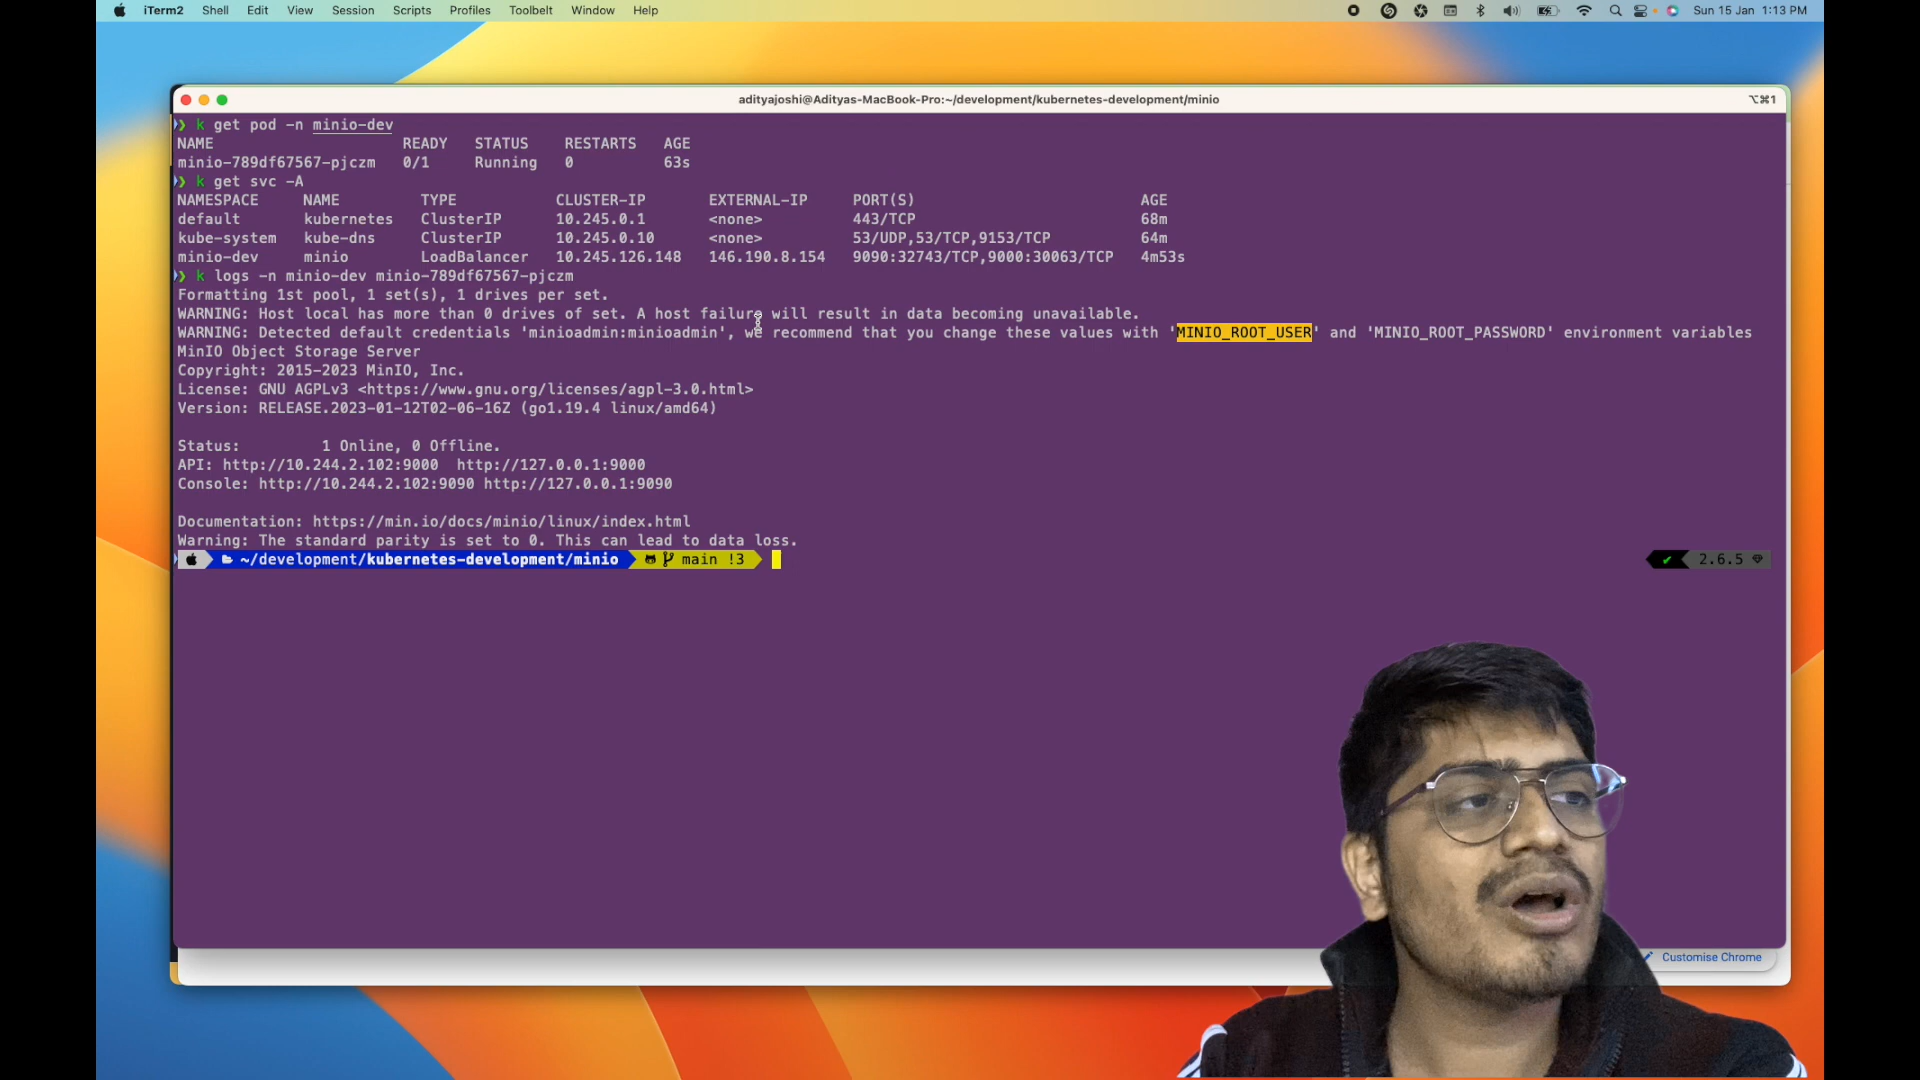 iTerm2 Shell Edit View Session Scripts Profiles Toolbelt Window Help Sun 15 Jan 1:13 PM
adityajoshi@Adityas-MacBook-Pro:~/development/kubernetes-development/minio ⌥⌘1
❯ k get pod -n minio-dev
NAME READY STATUS RESTARTS AGE
minio-789df67567-pjczm 0/1 Running 0 63s
❯ k get svc -A
NAMESPACE NAME TYPE CLUSTER-IP EXTERNAL-IP PORT(S) AGE
default kubernetes ClusterIP 10.245.0.1 <none> 443/TCP 68m
kube-system kube-dns ClusterIP 10.245.0.10 <none> 53/UDP,53/TCP,9153/TCP 64m
minio-dev minio LoadBalancer 10.245.126.148 146.190.8.154 9090:32743/TCP,9000:30063/TCP 4m53s
❯ k logs -n minio-dev minio-789df67567-pjczm
Formatting 1st pool, 1 set(s), 1 drives per set.
WARNING: Host local has more than 0 drives of set. A host failure will result in data becoming unavailable.
WARNING: Detected default credentials 'minioadmin:minioadmin', we recommend that you change these values with 'MINIO_ROOT_USER' and 'MINIO_ROOT_PASSWORD' environment variables
MinIO Object Storage Server
Copyright: 2015-2023 MinIO, Inc.
License: GNU AGPLv3 <https://www.gnu.org/licenses/agpl-3.0.html>
Version: RELEASE.2023-01-12T02-06-16Z (go1.19.4 linux/amd64)
Status: 1 Online, 0 Offline.
API: http://10.244.2.102:9000 http://127.0.0.1:9000
Console: http://10.244.2.102:9090 http://127.0.0.1:9090
Documentation: https://min.io/docs/minio/linux/index.html
Warning: The standard parity is set to 0. This can lead to data loss.
~/development/kubernetes-development/minio main !3 ✔ 2.6.5
Customise Chrome